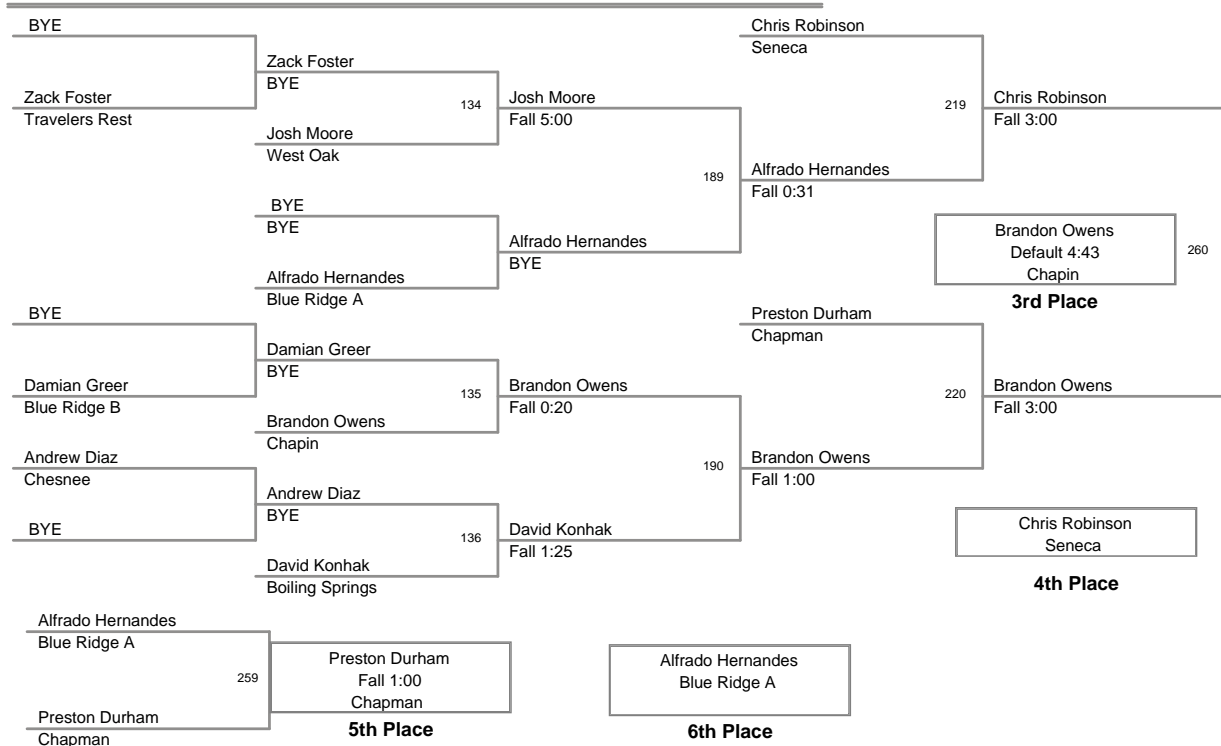 BYE
Zack Foster
BYE
Zack Foster
Travelers Rest
134
Josh Moore
West Oak
Josh Moore
Fall 5:00
BYE
BYE
Alfrado Hernandes
Blue Ridge A
Alfrado Hernandes
BYE
189
Chris Robinson
Seneca
Alfrado Hernandes
Fall 0:31
219
Chris Robinson
Fall 3:00
Brandon Owens
Default 4:43
Chapin
260
3rd Place
BYE
Damian Greer
BYE
Damian Greer
Blue Ridge B
135
Brandon Owens
Chapin
Brandon Owens
Fall 0:20
Andrew Diaz
Chesnee
Andrew Diaz
BYE
BYE
136
David Konhak
Boiling Springs
David Konhak
Fall 1:25
190
Preston Durham
Chapman
Brandon Owens
Fall 1:00
220
Brandon Owens
Fall 3:00
Chris Robinson
Seneca
4th Place
Alfrado Hernandes
Blue Ridge A
259
Preston Durham
Chapman
Preston Durham
Fall 1:00
Chapman
5th Place
Alfrado Hernandes
Blue Ridge A
6th Place